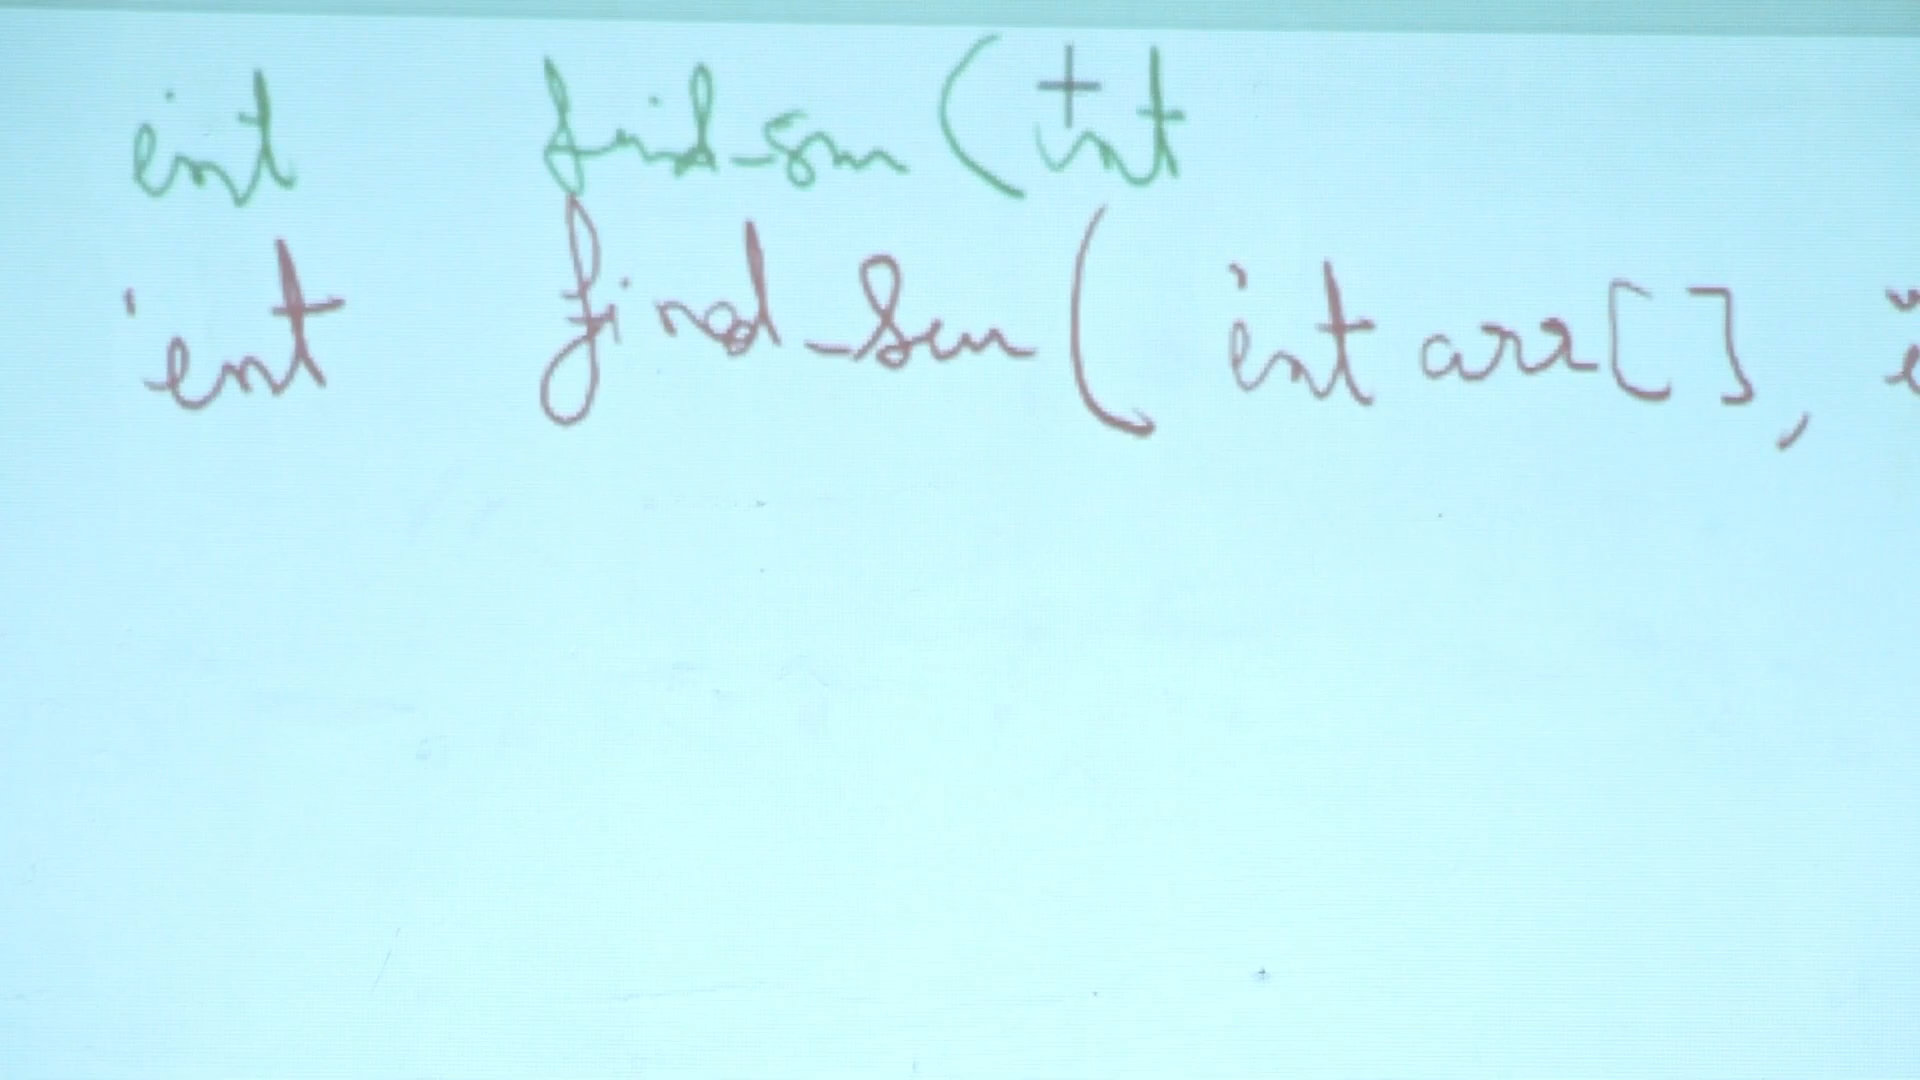 int find_sum (int
int find_sum ( int arr[],